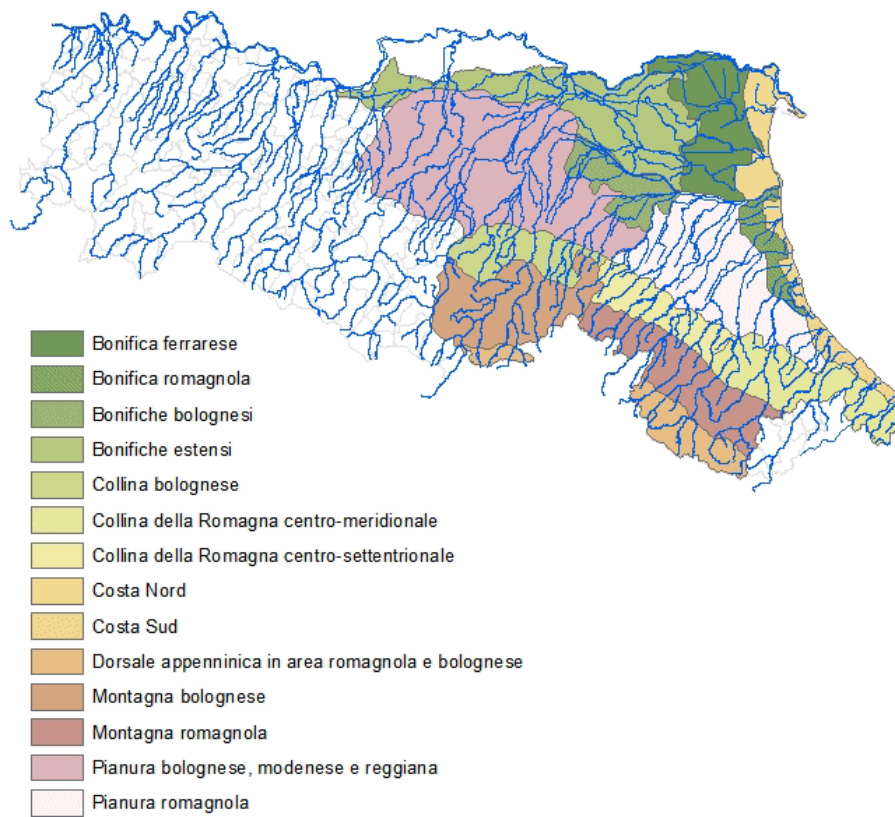 Bonifica ferrarese
Bonifica romagnola
Bonifiche bolognesi
Bonifiche estensi
Collina bolognese
Collina della Romagna centro-meridionale
Collina della Romagna centro-settentrionale
Costa Nord
Costa Sud
Dorsale appenninica in area romagnola e bolognese
Montagna bolognese
Montagna romagnola
Pianura bolognese, modenese e reggiana
Pianura romagnola